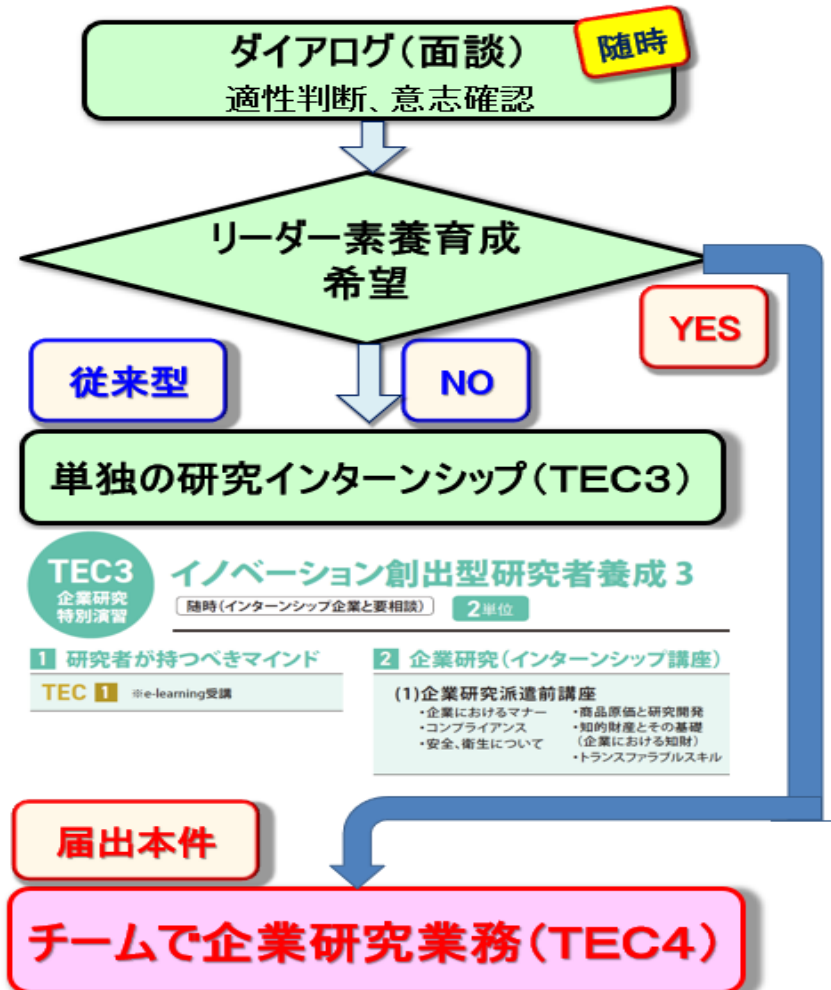 ダイアログ(面談)
随時
適性判断、意志確認
リーダー素養育成
希望
YES
従来型
NO
単独の研究インターンシップ(TEC3)
TEC3
企業研究
特別演習
イノベーション創出型研究者養成 3
随時(インターンシップ企業と要相談)
2単位
1 研究者が持つべきマインド
TEC 1 ※e-learning受講
2 企業研究(インターンシップ講座)
(1)企業研究派遣前講座
・企業におけるマナー
・コンプライアンス
・安全、衛生について
・商品原価と研究開発
・知的財産とその基礎
(企業における知財)
・トランスファラブルスキル
届出本件
チームで企業研究業務(TEC4)